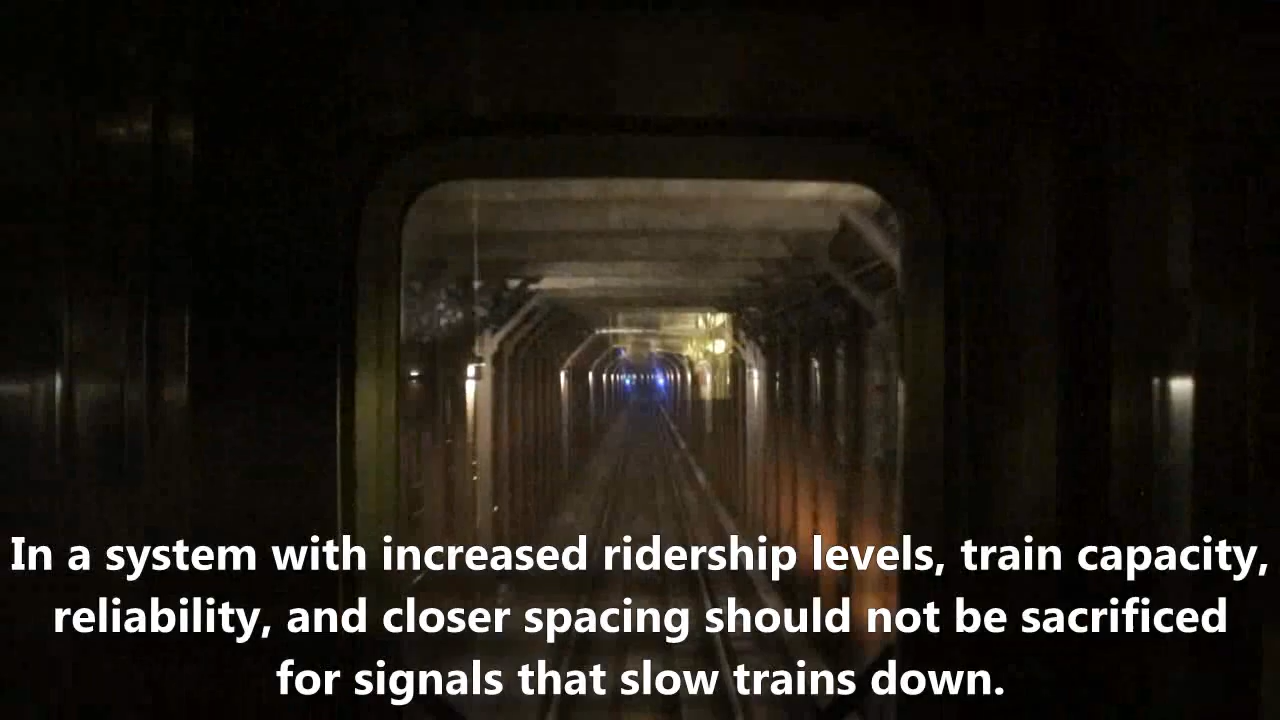 In a system with increased ridership levels, train capacity,
reliability, and closer spacing should not be sacrificed
for signals that slow trains down.